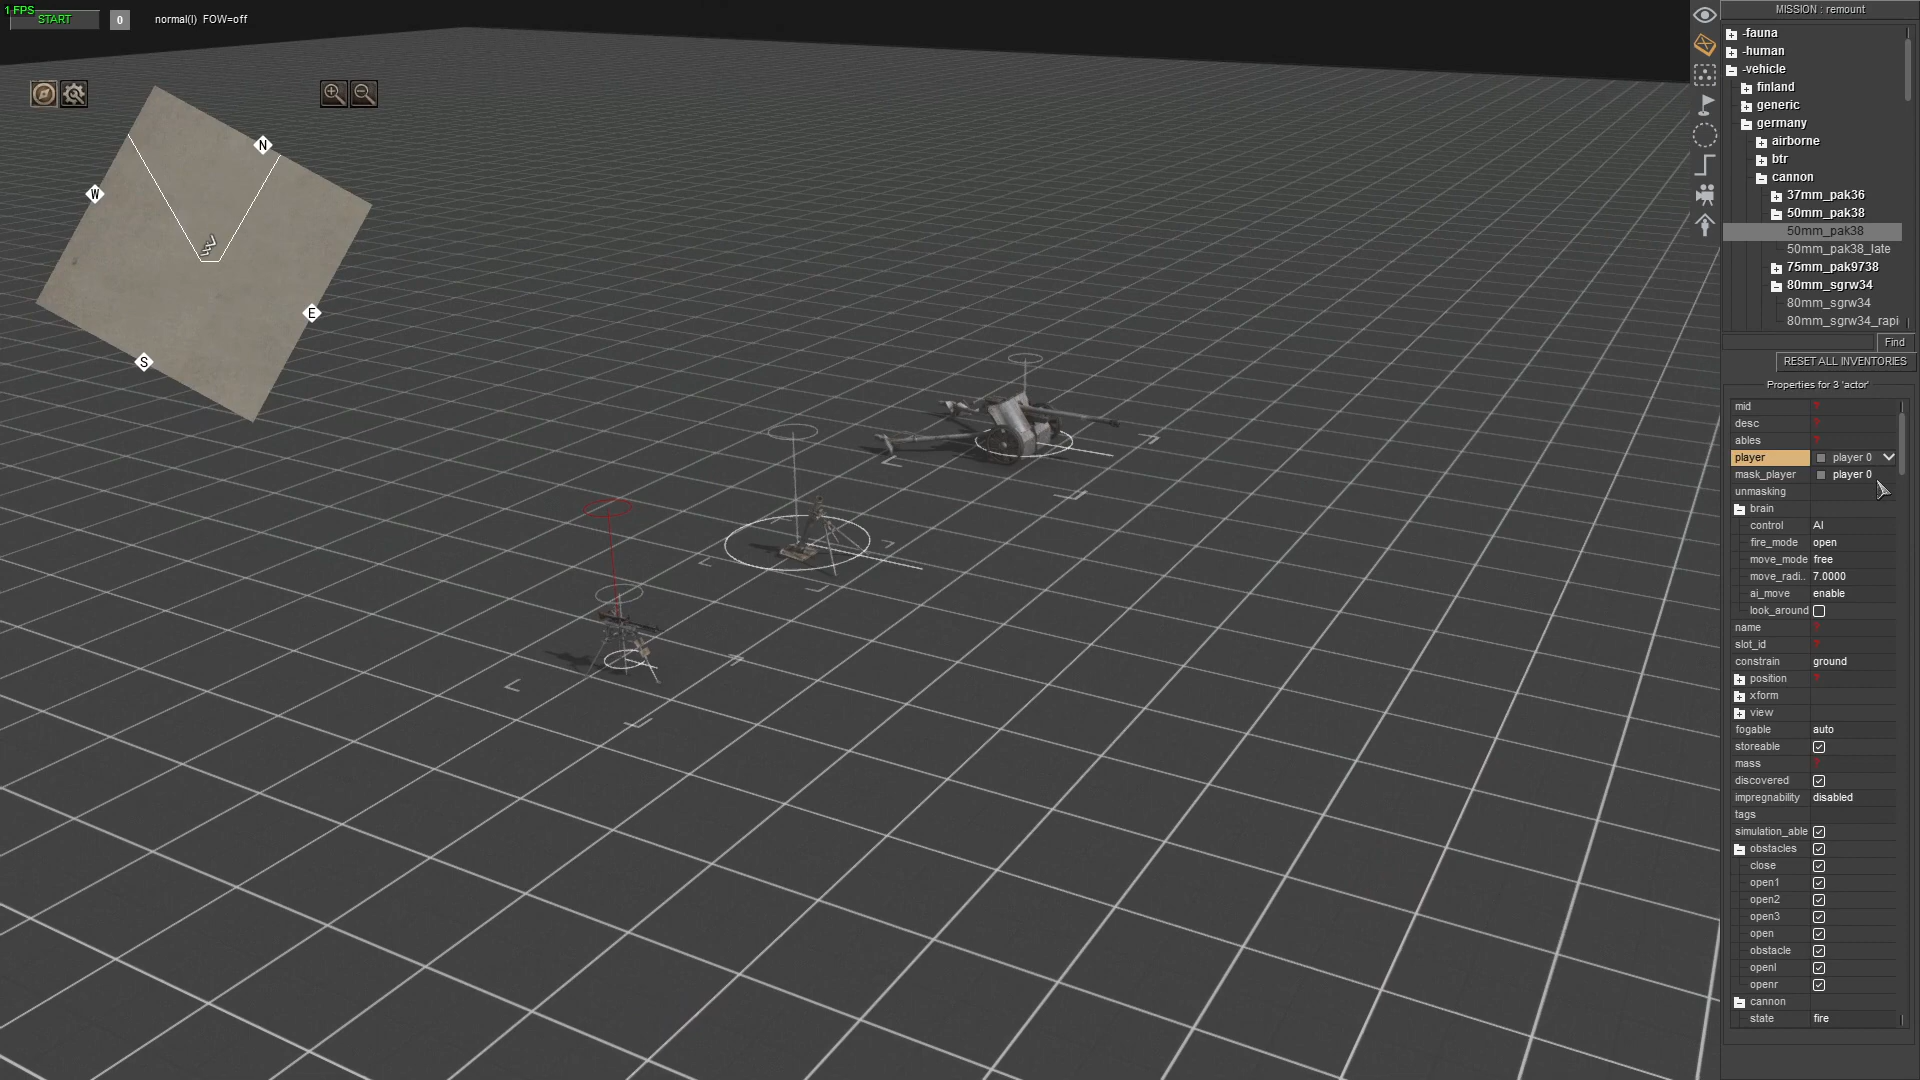 1 FPS
START
0
normal(I) FOW=off
MISSION : remount
-fauna
-human
-vehicle
finland
generic
germany
airborne
btr
cannon
37mm_pak36
50mm_pak38
50mm_pak38
50mm_pak38_late
75mm_pak9738
80mm_sgrw34
80mm_sgrw34
80mm_sgrw34_rapi
Find
RESET ALL INVENTORIES
N
W
E
S
Properties for 3 'actor'
mid ?
desc ?
ables ?
player player 0
mask_player player 0
unmasking
brain
control AI
fire_mode open
move_mode free
move_radi.. 7.0000
ai_move enable
look_around
name ?
slot_id ?
constrain ground
position ?
xform
view
fogable auto
storeable
mass ?
discovered
impregnability disabled
tags
simulation_able
obstacles
close
open1
open2
open3
open
obstacle
openl
openr
cannon
state fire